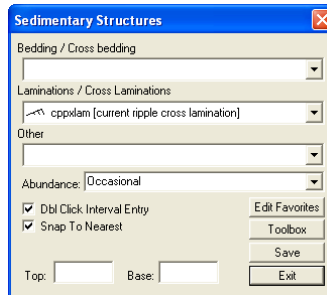 Sedimentary Structures
Bedding / Cross bedding
Laminations / Cross Laminations
cppxlam [current ripple cross lamination]
Other
Abundance: Occasional
Dbl Click Interval Entry
Edit Favorites
Snap To Nearest
Toolbox
Save
Top: Base: Exit